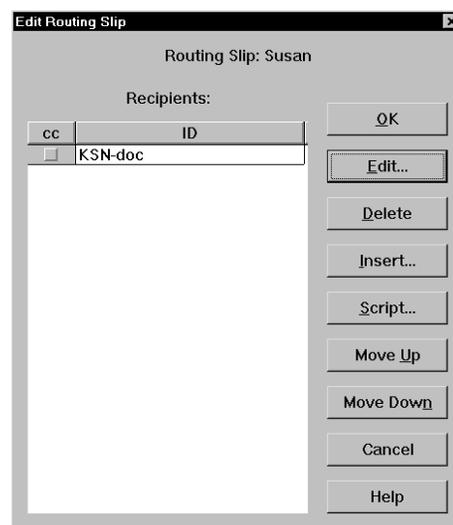 Edit Routing Slip
Routing Slip: Susan
Recipients:
cc ID
KSN-doc
OK
Edit...
Delete
Insert...
Script...
Move Up
Move Down
Cancel
Help